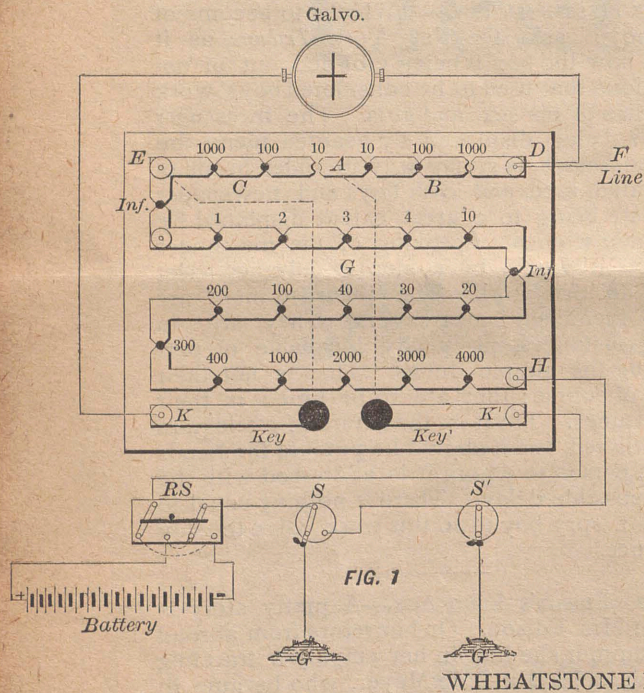 Galvo.
E 1000 100 10 A 10 100 1000 D F
C B Line
Inf.
1 2 3 4 10
G Inf
200 100 40 30 20
300
400 1000 2000 3000 4000 H
K Key Key' K'
RS S S'
+ -
Battery
FIG. 1
G G
WHEATSTONE